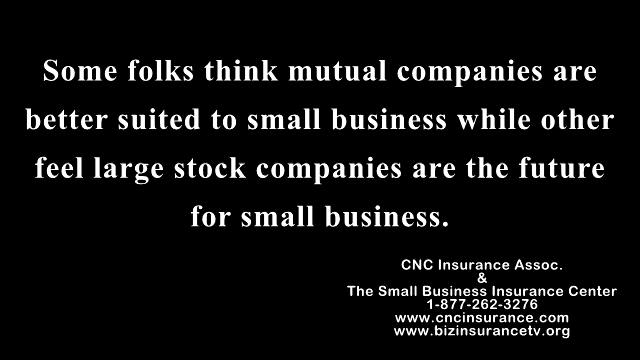 Some folks think mutual companies are
better suited to small business while other
feel large stock companies are the future
for small business.
CNC Insurance Assoc.
&
The Small Business Insurance Center
1-877-262-3276
www.cncinsurance.com
www.bizinsurancetv.org